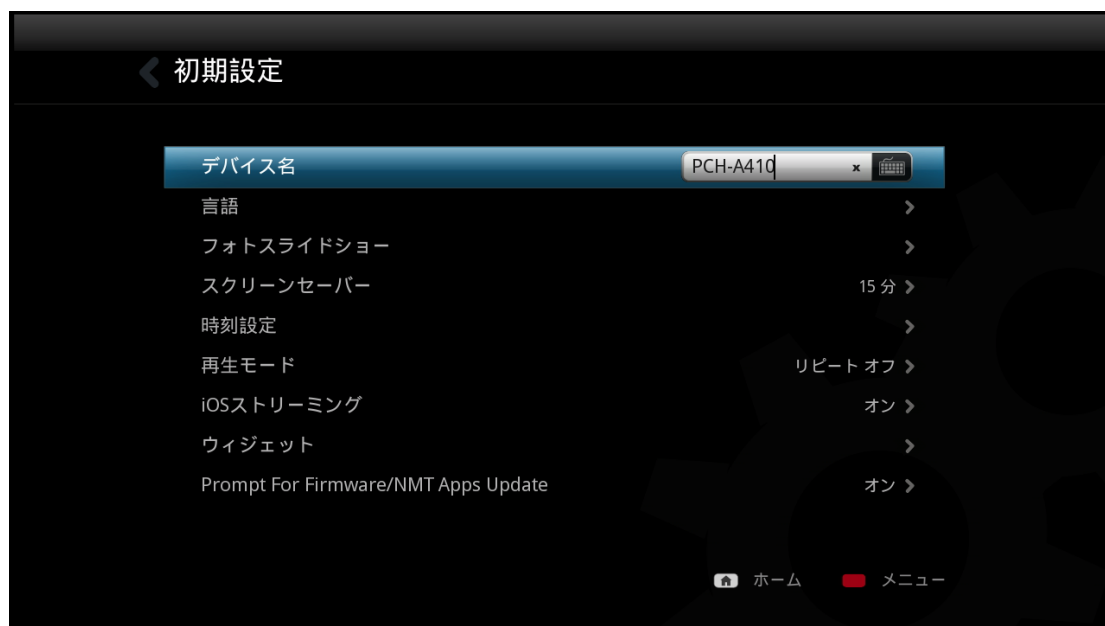 初期設定
デバイス名 PCH-A410 x
言語
フォトスライドショー
スクリーンセーバー 15 分
時刻設定
再生モード リピート オフ
iOSストリーミング オン
ウィジェット
Prompt For Firmware/NMT Apps Update オン
ホーム メニュー